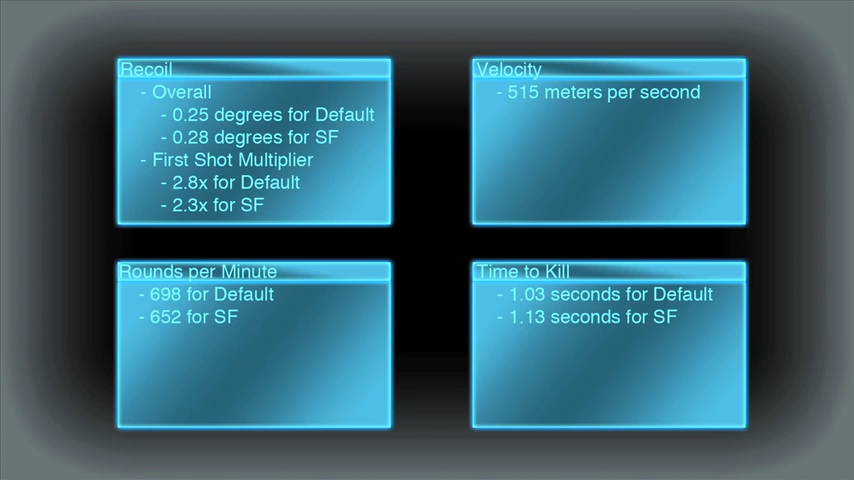 Recoil
- Overall
- 0.25 degrees for Default
- 0.28 degrees for SF
- First Shot Multiplier
- 2.8x for Default
- 2.3x for SF
Velocity
- 515 meters per second
Rounds per Minute
- 698 for Default
- 652 for SF
Time to Kill
- 1.03 seconds for Default
- 1.13 seconds for SF